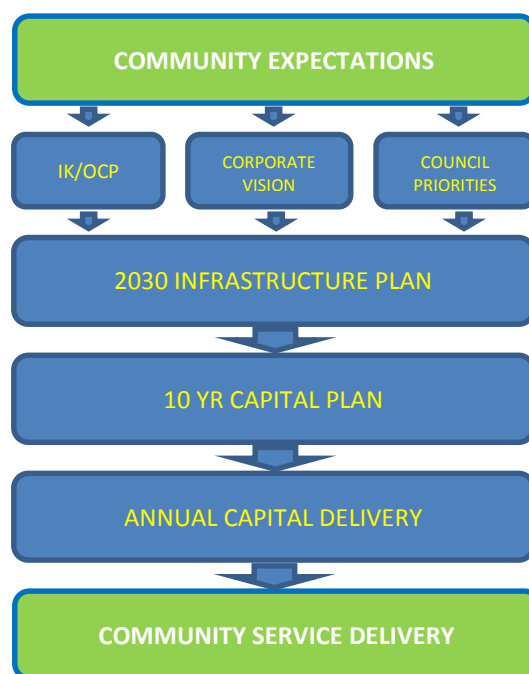 COMMUNITY EXPECTATIONS
IK/OCP
CORPORATE
VISION
COUNCIL
PRIORITIES
2030 INFRASTRUCTURE PLAN
10 YR CAPITAL PLAN
ANNUAL CAPITAL DELIVERY
COMMUNITY SERVICE DELIVERY